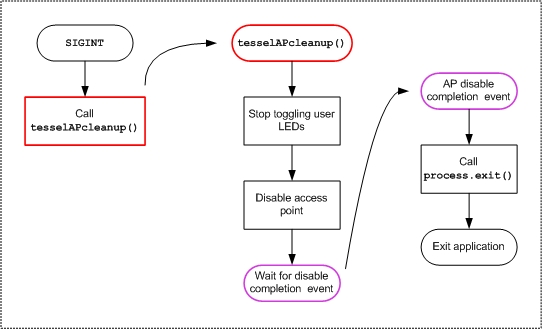 SIGINT
Call
tesselAPcleanup()
tesselAPcleanup()
Stop toggling user
LEDs
Disable access
point
Wait for disable
completion event
AP disable
completion event
Call
process.exit()
Exit application